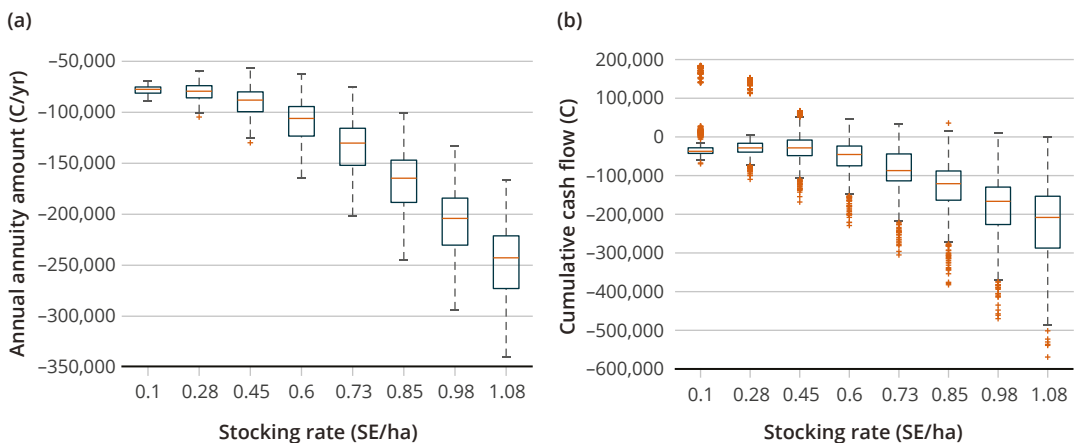 (a)
Annual annuity amount (C/yr)
–50,000
–100,000
–150,000
–200,000
–250,000
–300,000
–350,000
0.1 0.28 0.45 0.6 0.73 0.85 0.98 1.08
Stocking rate (SE/ha)
(b)
Cumulative cash flow (C)
200,000
100,000
0
–100,000
–200,000
–300,000
–400,000
–500,000
–600,000
0.1 0.28 0.45 0.6 0.73 0.85 0.98 1.08
Stocking rate (SE/ha)